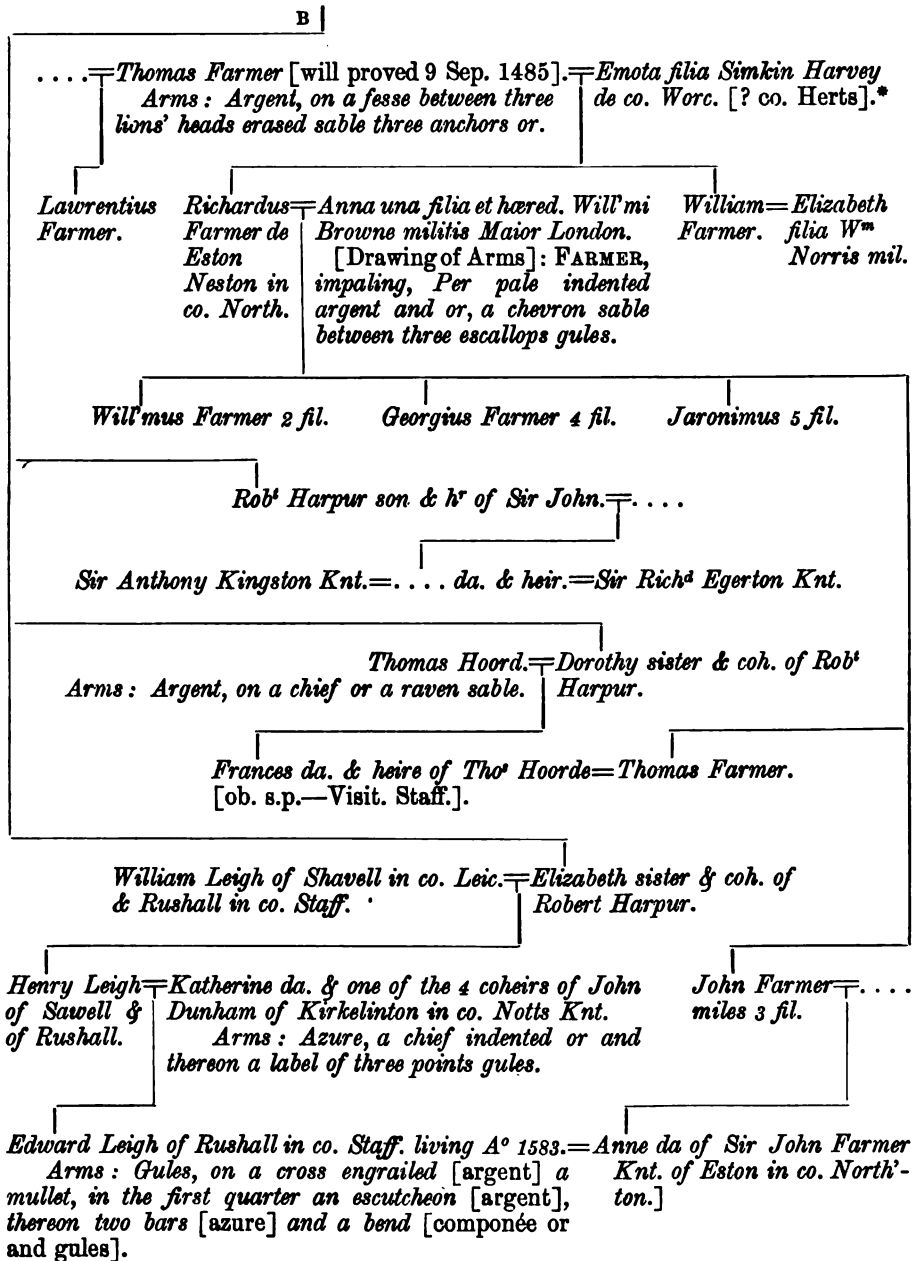 B
. . . .=Thomas Farmer [will proved 9 Sep. 1485].=Emota filia Simkin Harvey
Arms : Argent, on a fesse between three de co. Worc. [? co. Herts].*
lions' heads erased sable three anchors or.
Lawrentius Richardus=Anna una filia et hæred. Will'mi William=Elizabeth
Farmer. Farmer de Browne militis Maior London. Farmer. filia Wm
Eston [Drawing of Arms] : FARMER, Norris mil.
Neston in impaling, Per pale indented
co. North. argent and or, a chevron sable
between three escallops gules.
Will'mus Farmer 2 fil. Georgius Farmer 4 fil. Jaronimus 5 fil.
Robt Harpur son & hr of Sir John.=. . . .
Sir Anthony Kingston Knt.=. . . . da. & heir.=Sir Richd Egerton Knt.
Thomas Hoord.=Dorothy sister & coh. of Robt
Arms : Argent, on a chief or a raven sable. Harpur.
Frances da. & heire of Thos Hoorde=Thomas Farmer.
[ob. s.p.—Visit. Staff.].
William Leigh of Shavell in co. Leic.=Elizabeth sister & coh. of
& Rushall in co. Staff. Robert Harpur.
Henry Leigh=Katherine da. & one of the 4 coheirs of John John Farmer=. . . .
of Sawell & Dunham of Kirkelinton in co. Notts Knt. miles 3 fil.
of Rushall. Arms : Azure, a chief indented or and
thereon a label of three points gules.
Edward Leigh of Rushall in co. Staff. living Ao 1583.=Anne da of Sir John Farmer
Arms : Gules, on a cross engrailed [argent] a Knt. of Eston in co. North'-
mullet, in the first quarter an escutcheon [argent], ton.]
thereon two bars [azure] and a bend [componée or
and gules].